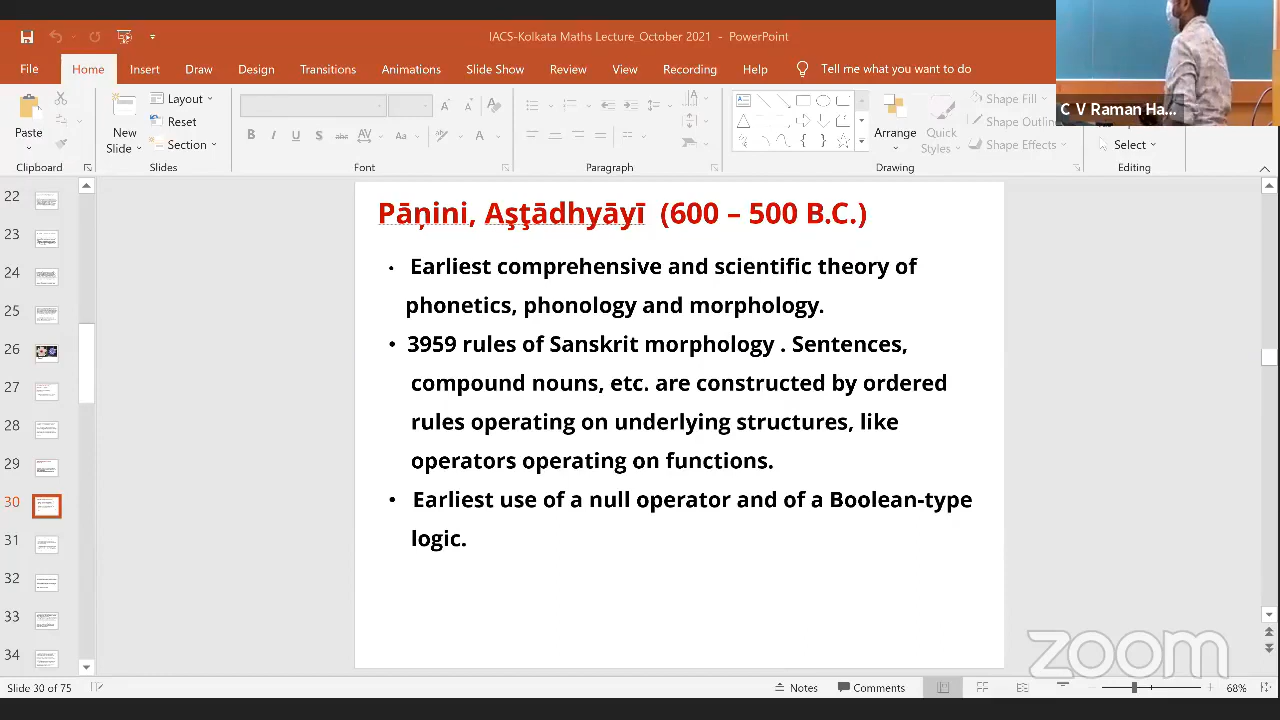 IACS-Kolkata Maths Lecture_October 2021 - PowerPoint
File Home Insert Draw Design Transitions Animations Slide Show Review View Recording Help Tell me what you want to do
C V Raman Ha...
Paste
Clipboard
New
Slide
Layout
Reset
Section
Slides
B I U S abc AV Aa A
Font
Paragraph
Arrange
Quick
Styles
Shape Fill
Shape Outlin
Shape Effects
Drawing
Select
Editing
22
23
24
25
26
27
28
29
30
31
32
33
34
Pāṇini, Aşţādhyāyī (600 – 500 B.C.)
• Earliest comprehensive and scientific theory of
phonetics, phonology and morphology.
• 3959 rules of Sanskrit morphology . Sentences,
compound nouns, etc. are constructed by ordered
rules operating on underlying structures, like
operators operating on functions.
• Earliest use of a null operator and of a Boolean-type
logic.
zoom
Slide 30 of 75 Notes Comments 68%